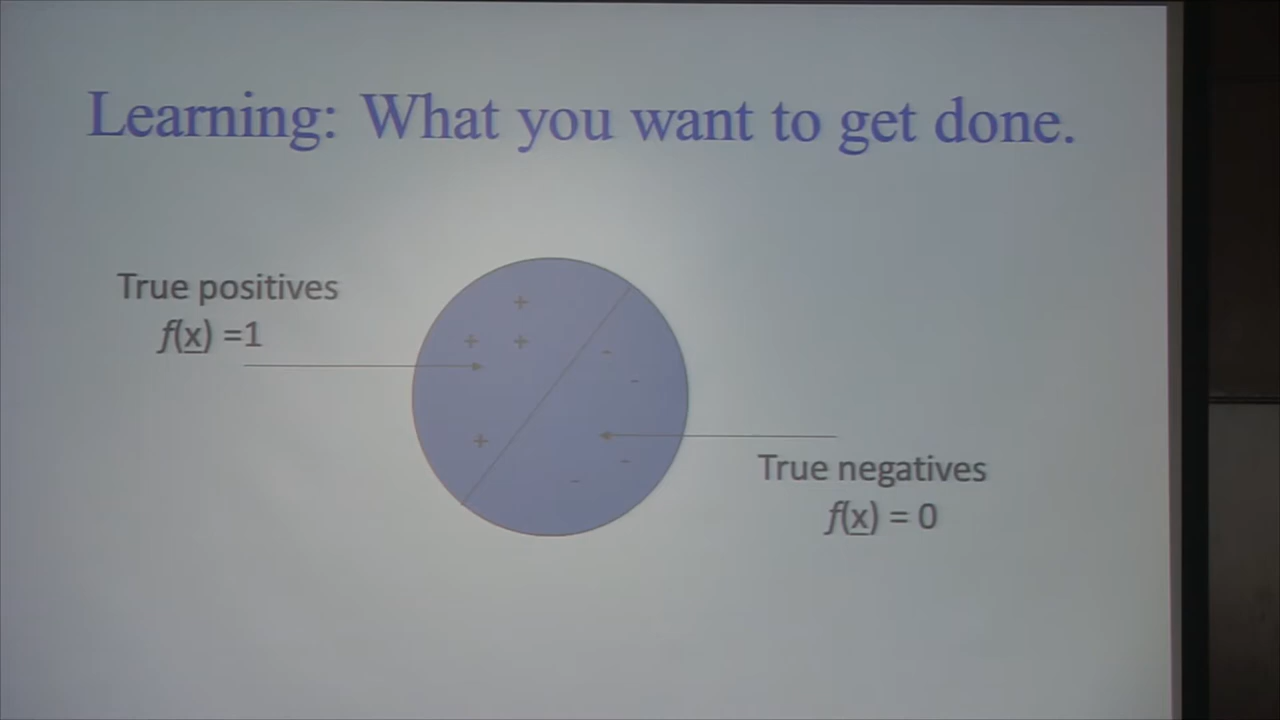 Learning: What you want to get done.
True positives
f(x) =1
+
+ +
-
-
+
-
-
True negatives
f(x) = 0